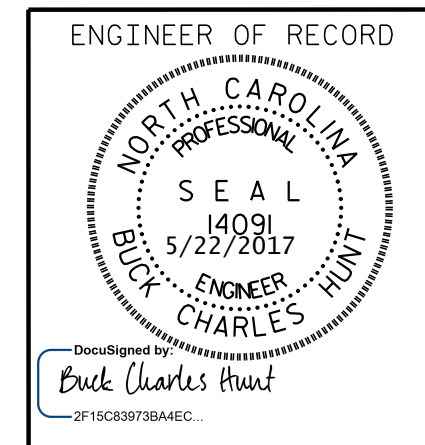 ENGINEER OF RECORD
NORTH CAROLINA
PROFESSIONAL
SEAL
14091
5/22/2017
ENGINEER
BUCK CHARLES HUNT
DocuSigned by:
Buck Charles Hunt
2F15C83973BA4EC...